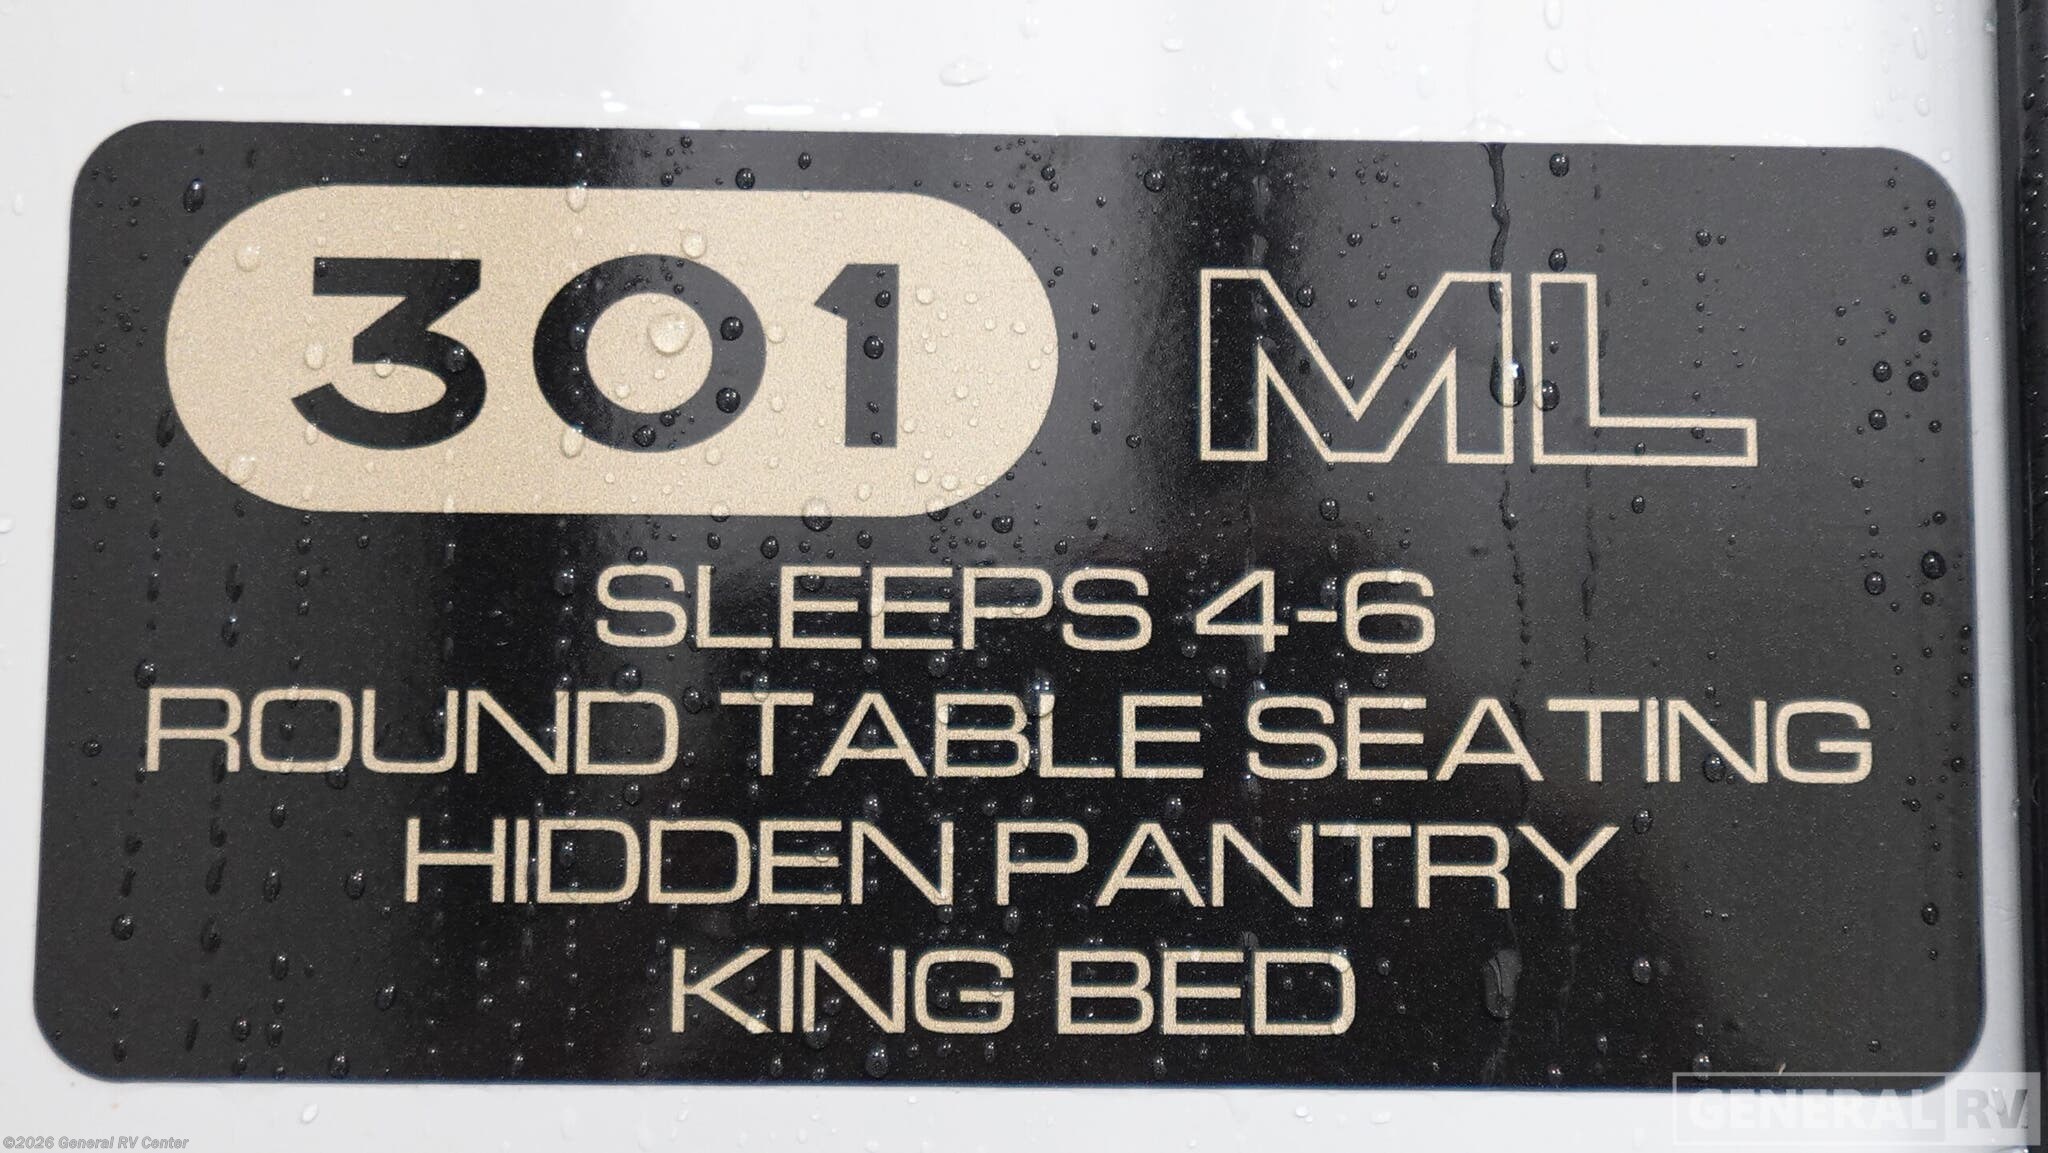 301 ML
SLEEPS 4-6
ROUND TABLE SEATING
HIDDEN PANTRY
KING BED
GENERAL RV
©2026 General RV Center